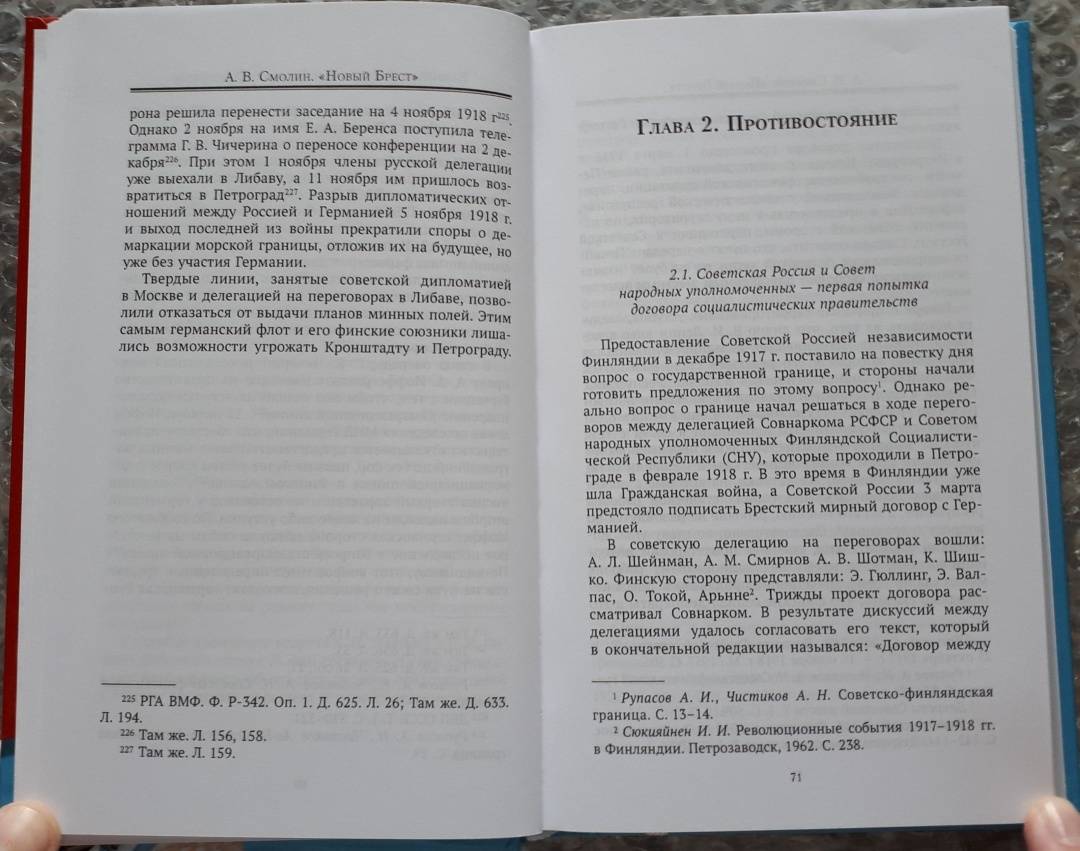 А. В. Смолин. «Новый Брест»
рона решила перенести заседание на 4 ноября 1918 г²²⁵.
Однако 2 ноября на имя Е. А. Беренса поступила теле-
грамма Г. В. Чичерина о переносе конференции на 2 де-
кабря²²⁶. При этом 1 ноября члены русской делегации
уже выехали в Либаву, а 11 ноября им пришлось воз-
вратиться в Петроград²²⁷. Разрыв дипломатических от-
ношений между Россией и Германией 5 ноября 1918 г.
и выход последней из войны прекратили споры о де-
маркации морской границы, отложив их на будущее, но
уже без участия Германии.
Твердые линии, занятые советской дипломатией
в Москве и делегацией на переговорах в Либаве, позво-
лили отказаться от выдачи планов минных полей. Этим
самым германский флот и его финские союзники лиша-
лись возможности угрожать Кронштадту и Петрограду.
²²⁵ РГА ВМФ. Ф. Р-342. Оп. 1. Д. 625. Л. 26; Там же. Д. 633.
Л. 194.
²²⁶ Там же. Л. 156, 158.
²²⁷ Там же. Л. 159.
Глава 2. Противостояние
2.1. Советская Россия и Совет
народных уполномоченных — первая попытка
договора социалистических правительств
Предоставление Советской Россией независимости
Финляндии в декабре 1917 г. поставило на повестку дня
вопрос о государственной границе, и стороны начали
готовить предложения по этому вопросу¹. Однако ре-
ально вопрос о границе начал решаться в ходе перего-
воров между делегацией Совнаркома РСФСР и Советом
народных уполномоченных Финляндской Социалисти-
ческой Республики (СНУ), которые проходили в Петро-
граде в феврале 1918 г. В это время в Финляндии уже
шла Гражданская война, а Советской России 3 марта
предстояло подписать Брестский мирный договор с Гер-
манией.
В советскую делегацию на переговорах вошли:
А. Л. Шейнман, А. М. Смирнов А. В. Шотман, К. Шиш-
ко. Финскую сторону представляли: Э. Гюллинг, Э. Вал-
пас, О. Токой, Арьнне². Трижды проект договора рас-
сматривал Совнарком. В результате дискуссий между
делегациями удалось согласовать его текст, который
в окончательной редакции назывался: «Договор между
¹ Рупасов А. И., Чистиков А. Н. Советско-финляндская
граница. С. 13–14.
² Сюкияйнен И. И. Революционные события 1917–1918 гг.
в Финляндии. Петрозаводск, 1962. С. 238.
71